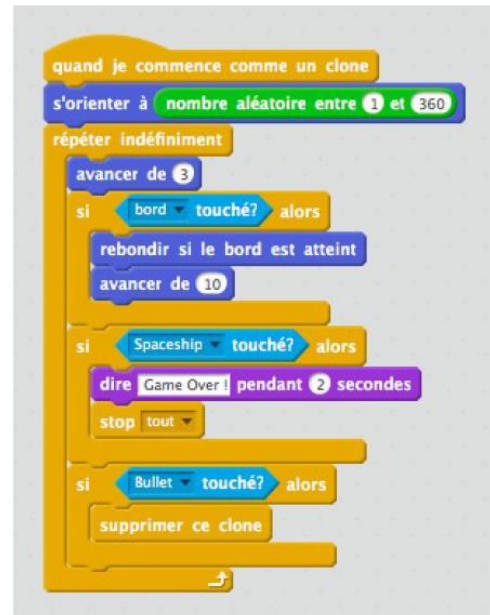 quand je commence comme un clone
s'orienter à nombre aléatoire entre 1 et 360
répéter indéfiniment
avancer de 3
si bord touché? alors
rebondir si le bord est atteint
avancer de 10
si Spaceship touché? alors
dire Game Over ! pendant 2 secondes
stop tout
si Bullet touché? alors
supprimer ce clone